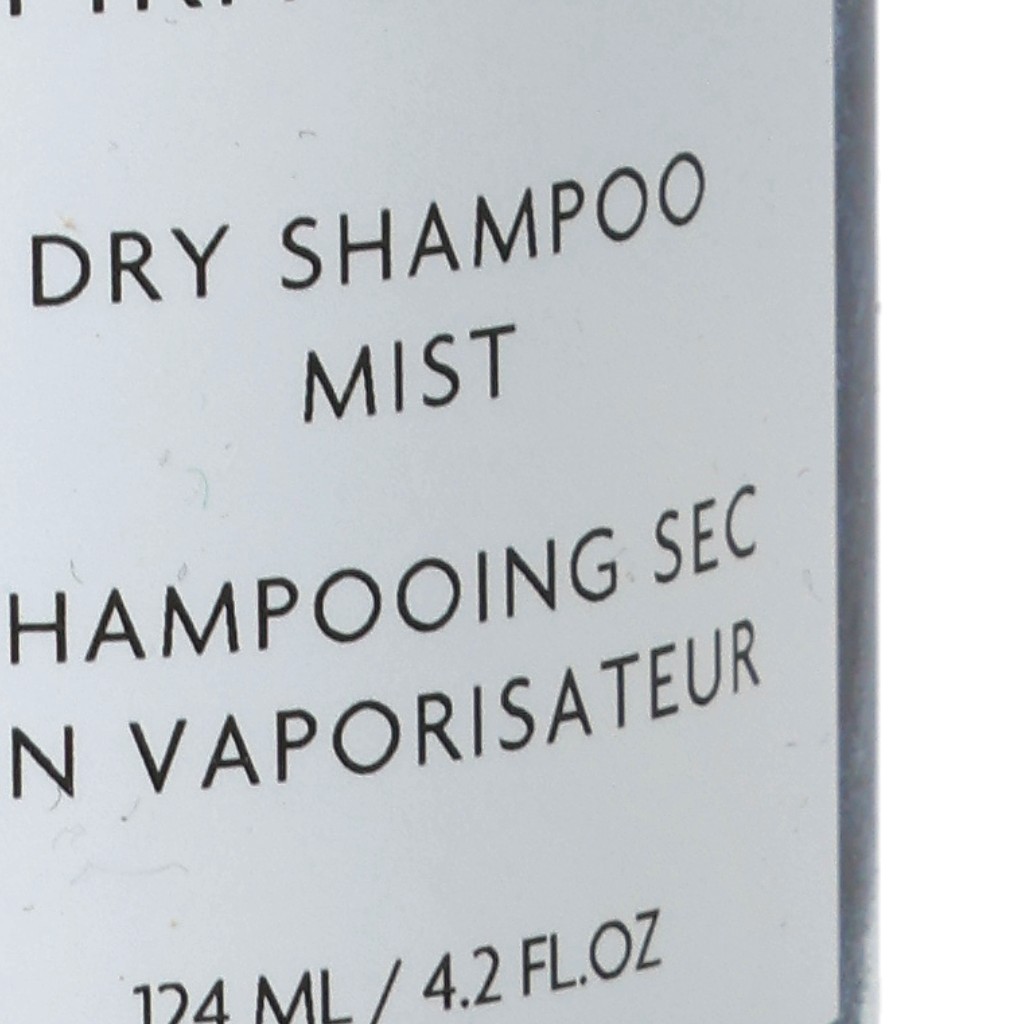 DRY SHAMPOO
MIST
HAMPOOING SEC
N VAPORISATEUR
124 ML / 4.2 FL.OZ